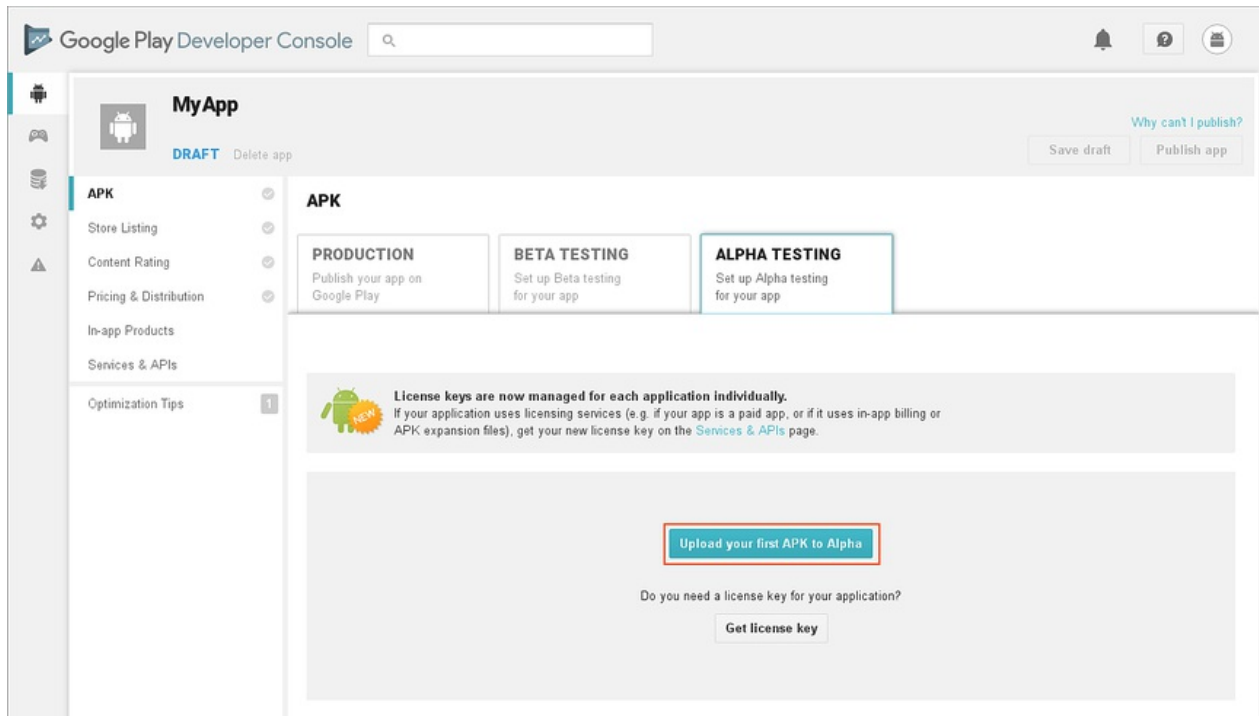 Google Play Developer Console
MyApp
DRAFT Delete app
Why can't I publish?
Save draft Publish app
APK
Store Listing
Content Rating
Pricing & Distribution
In-app Products
Services & APIs
Optimization Tips 1
APK
PRODUCTION
Publish your app on
Google Play
BETA TESTING
Set up Beta testing
for your app
ALPHA TESTING
Set up Alpha testing
for your app
NEW
License keys are now managed for each application individually.
If your application uses licensing services (e.g. if your app is a paid app, or if it uses in-app billing or
APK expansion files), get your new license key on the Services & APIs page.
Upload your first APK to Alpha
Do you need a license key for your application?
Get license key